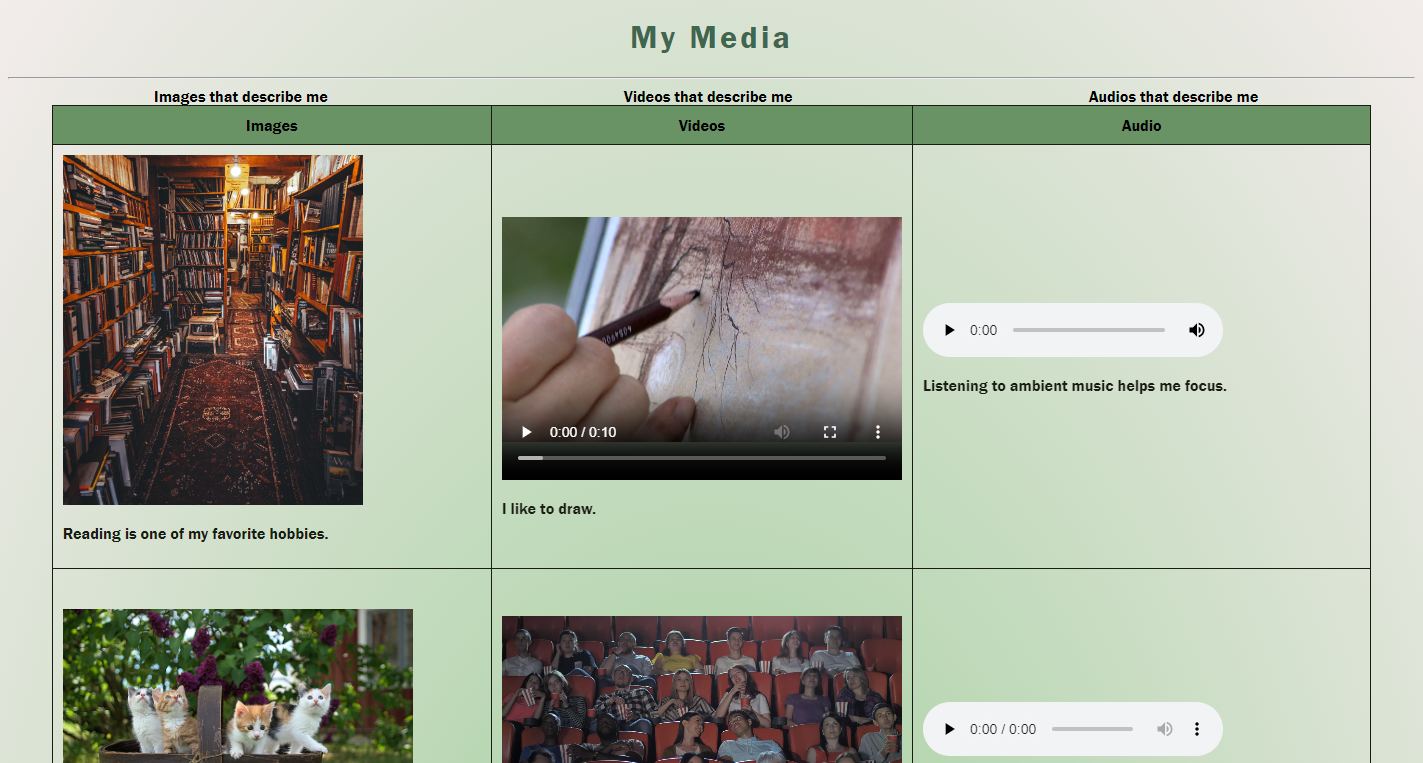 My Media
Images that describe me
Videos that describe me
Audios that describe me
Images
Videos
Audio
Reading is one of my favorite hobbies.
0:00 / 0:10
I like to draw.
0:00
Listening to ambient music helps me focus.
0:00 / 0:00